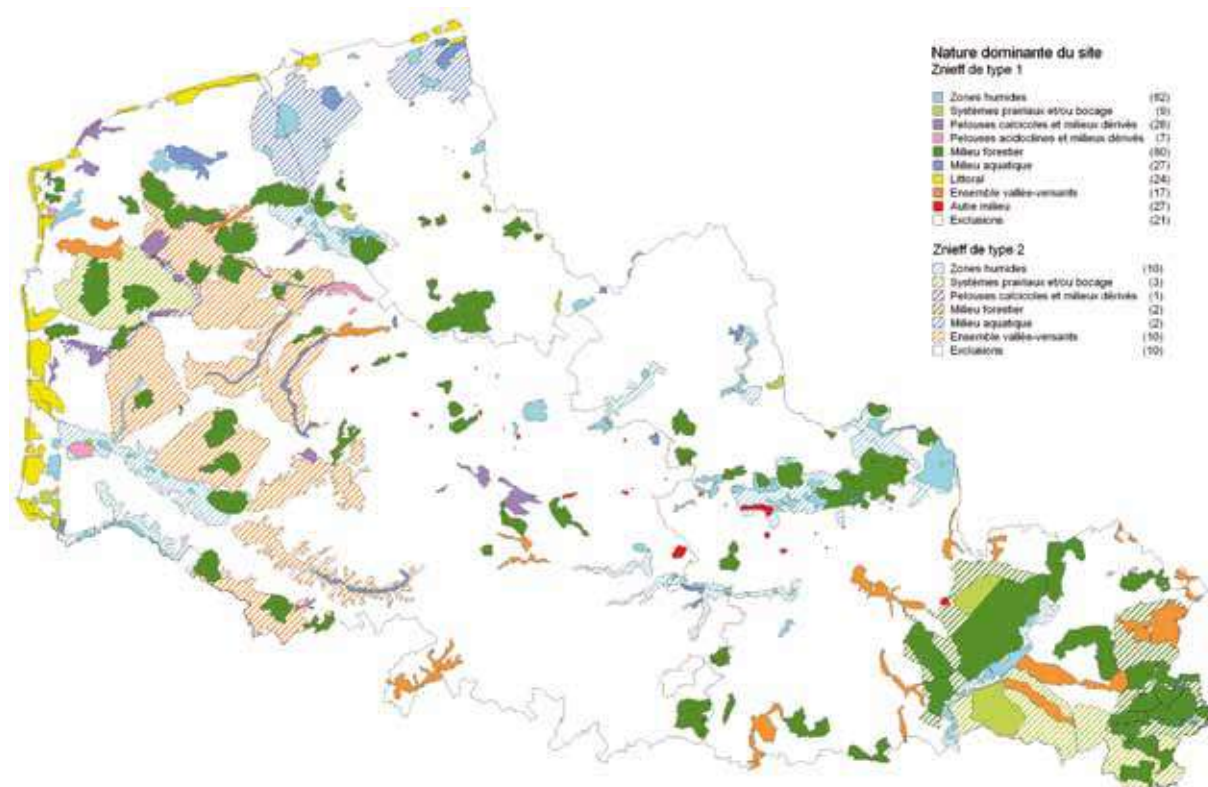 Nature dominante du site
Znieff de type 1
Zones humides (82)
Systèmes prairiaux et/ou bocage (9)
Pelouses calcicoles et milieux dérivés (28)
Pelouses acidoclines et milieux dérivés (7)
Milieu forestier (80)
Milieu aquatique (27)
Littoral (24)
Ensemble vallée-versants (17)
Autre milieu (27)
Exclusions (21)
Znieff de type 2
Zones humides (10)
Systèmes prairiaux et/ou bocage (3)
Pelouses calcicoles et milieux dérivés (1)
Milieu forestier (2)
Milieu aquatique (2)
Ensemble vallée-versants (10)
Exclusions (10)